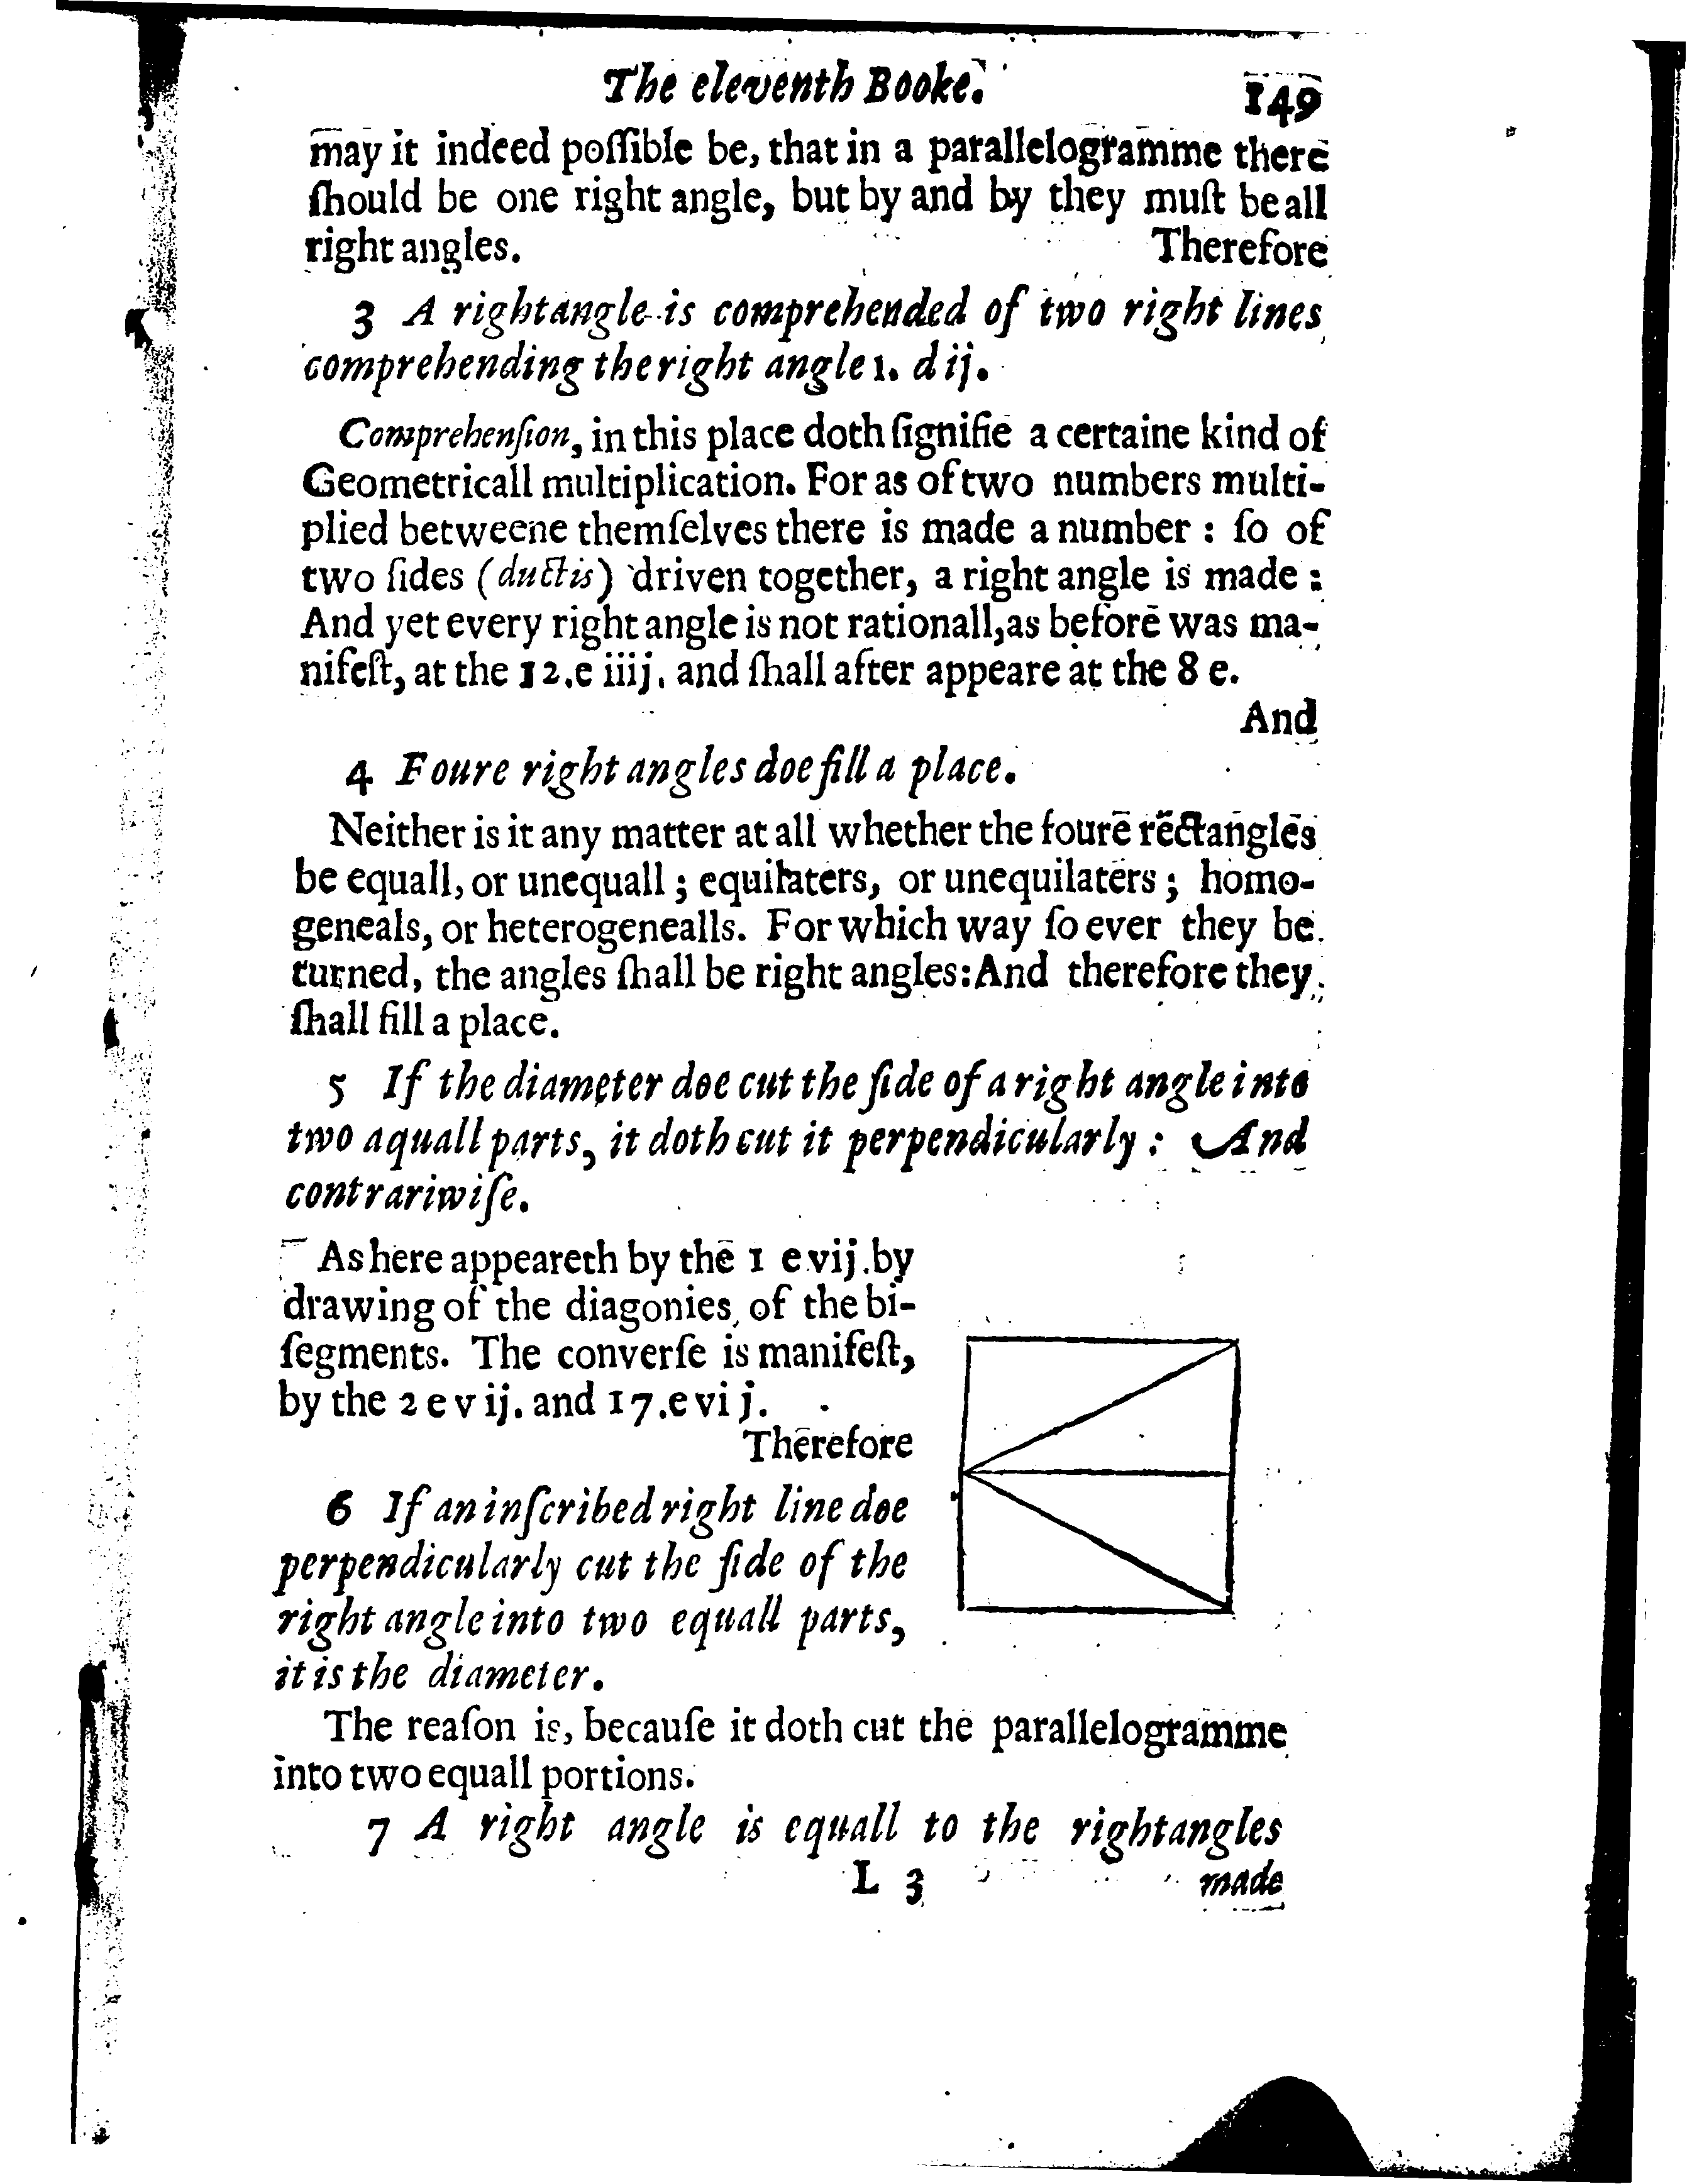 The eleventh Booke. 149
may it indeed poſſible be, that in a parallelogramme there
ſhould be one right angle, but by and by they muſt be all
right angles. Therefore
3 A rightangle is comprehended of two right lines
comprehending the right angle 1. d ij.
Comprehenſion, in this place doth ſignifie a certaine kind of
Geometricall multiplication. For as of two numbers multi-
plied betweene themſelves there is made a number : ſo of
two ſides (ductis) driven together, a right angle is made :
And yet every right angle is not rationall, as before was ma-
nifeſt, at the 12.e iiij. and ſhall after appeare at the 8 e.
And
4 Foure right angles doe fill a place.
Neither is it any matter at all whether the foure rectangles
be equall, or unequall ; equilaters, or unequilaters ; homo-
geneals, or heterogenealls. For which way ſo ever they be
turned, the angles ſhall be right angles: And therefore they
ſhall fill a place.
5 If the diameter doe cut the ſide of a right angle into
two aquall parts, it doth cut it perpendicularly : And
contrariwiſe.
As here appeareth by the 1 e vij. by
drawing of the diagonies of the bi-
ſegments. The converſe is manifeſt,
by the 2 e v ij. and 17.e vi j.
Therefore
6 If an inſcribed right line doe
perpendicularly cut the ſide of the
right angle into two equall parts,
it is the diameter.
The reaſon is, becauſe it doth cut the parallelogramme
into two equall portions.
7 A right angle is equall to the rightangles
L 3 made